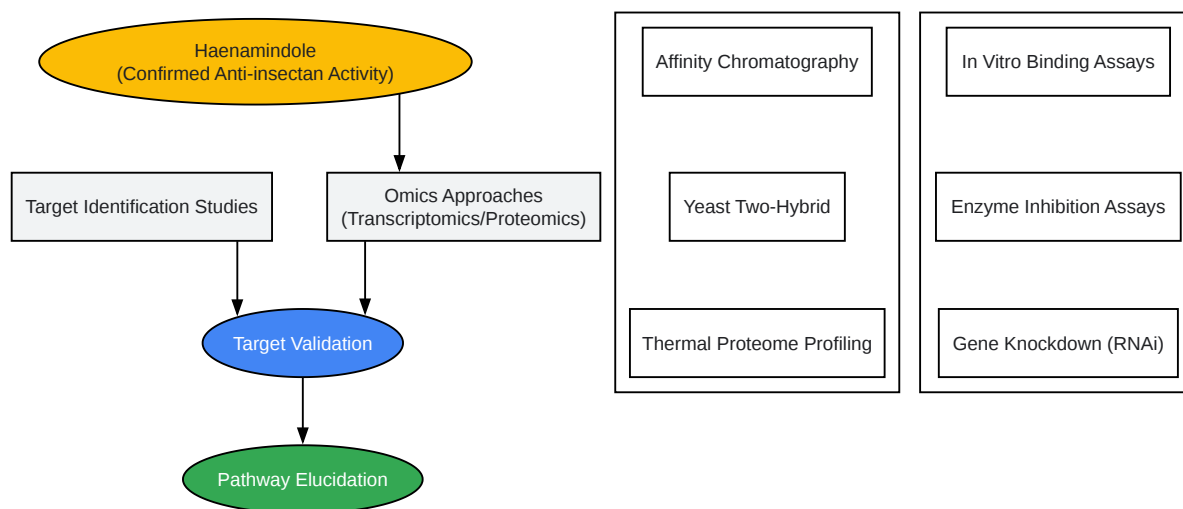 Haenamindole
(Confirmed Anti-insectan Activity)
Target Identification Studies
Omics Approaches
(Transcriptomics/Proteomics)
Target Validation
Pathway Elucidation
Affinity Chromatography
Yeast Two-Hybrid
Thermal Proteome Profiling
In Vitro Binding Assays
Enzyme Inhibition Assays
Gene Knockdown (RNAi)